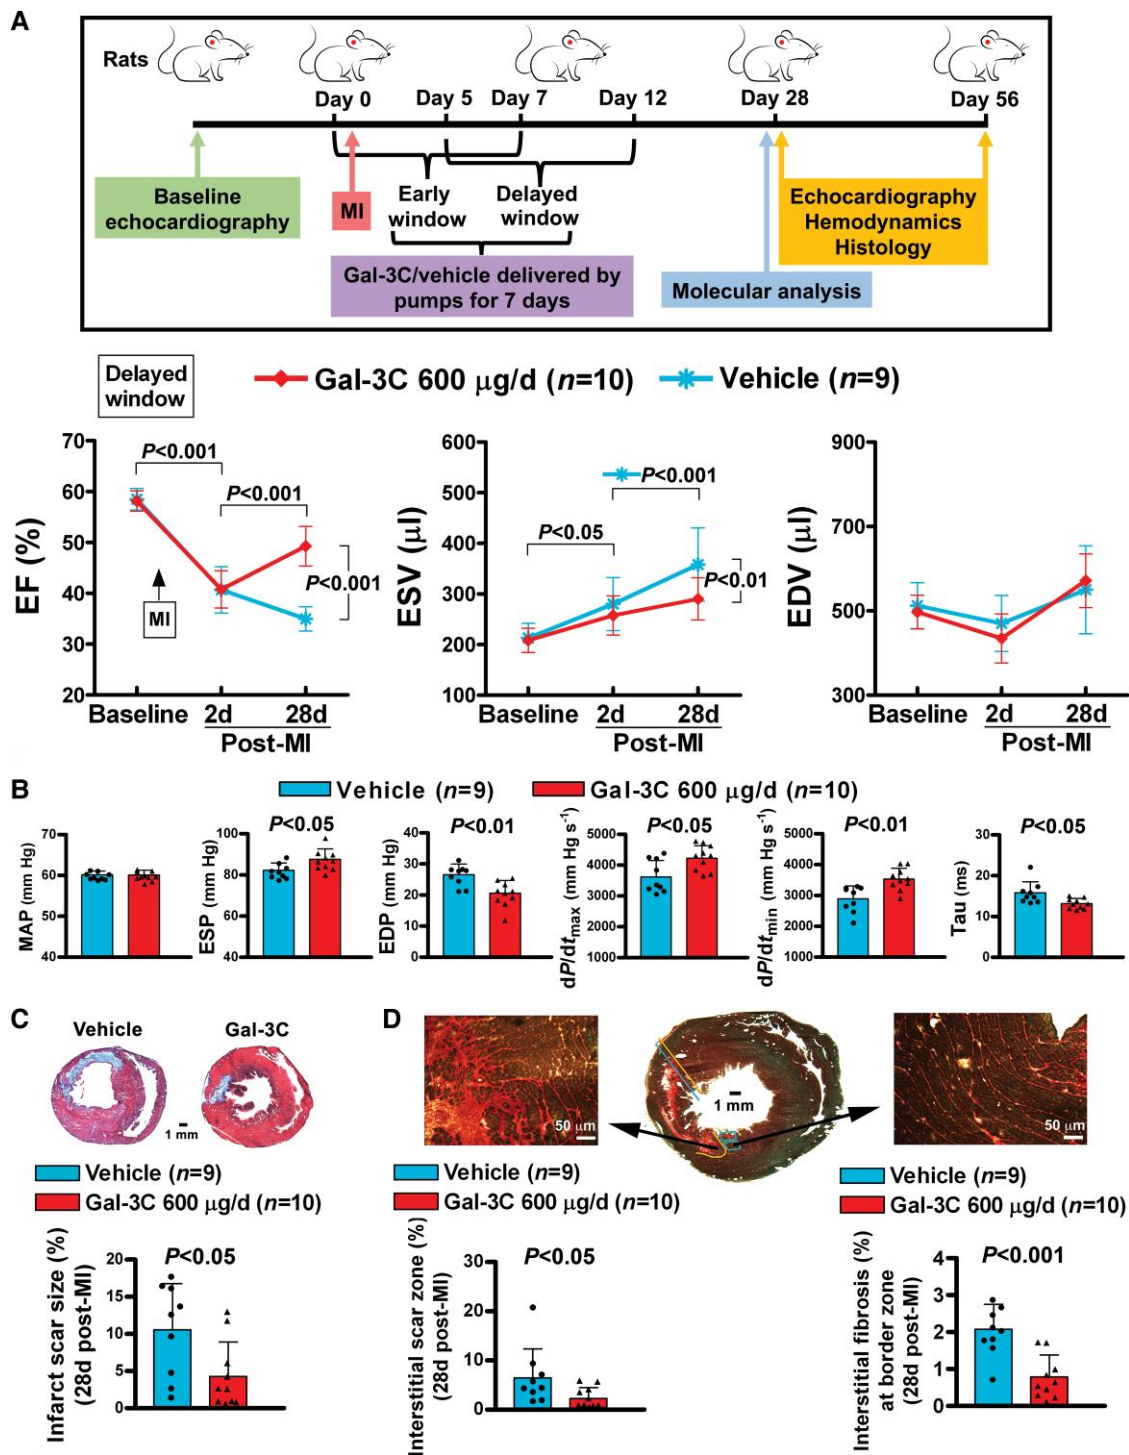 A
Rats
Day 0
Day 5
Day 7
Day 12
Day 28
Day 56
Baseline
echocardiography
MI
Early
window
Delayed
window
Gal-3C/vehicle delivered by
pumps for 7 days
Molecular analysis
Echocardiography
Hemodynamics
Histology
Delayed
window
Gal-3C 600 μg/d (n=10)
Vehicle (n=9)
EF (%)
70
60
50
40
30
20
P<0.001
P<0.001
P<0.001
MI
Baseline
2d
28d
Post-MI
ESV (μl)
600
500
400
300
200
100
P<0.001
P<0.05
P<0.01
Baseline
2d
28d
Post-MI
EDV (μl)
900
700
500
300
Baseline
2d
28d
Post-MI
B
Vehicle (n=9)
Gal-3C 600 μg/d (n=10)
MAP (mm Hg)
70
60
50
40
ESP (mm Hg)
100
80
60
40
P<0.05
EDP (mm Hg)
40
30
20
10
0
P<0.01
dP/dtmax (mm Hg s-1)
5000
4000
3000
2000
1000
P<0.05
dP/dtmin (mm Hg s-1)
5000
4000
3000
2000
1000
P<0.01
Tau (ms)
30
20
10
0
P<0.05
C
Vehicle
Gal-3C
1 mm
Vehicle (n=9)
Gal-3C 600 μg/d (n=10)
Infarct scar size (%)
(28d post-MI)
20
15
10
5
0
P<0.05
D
50 μm
1 mm
50 μm
Vehicle (n=9)
Gal-3C 600 μg/d (n=10)
Interstitial scar zone (%)
(28d post-MI)
30
20
10
0
P<0.05
Vehicle (n=9)
Gal-3C 600 μg/d (n=10)
Interstitial fibrosis (%)
at border zone
(28d post-MI)
4
3
2
1
0
P<0.001